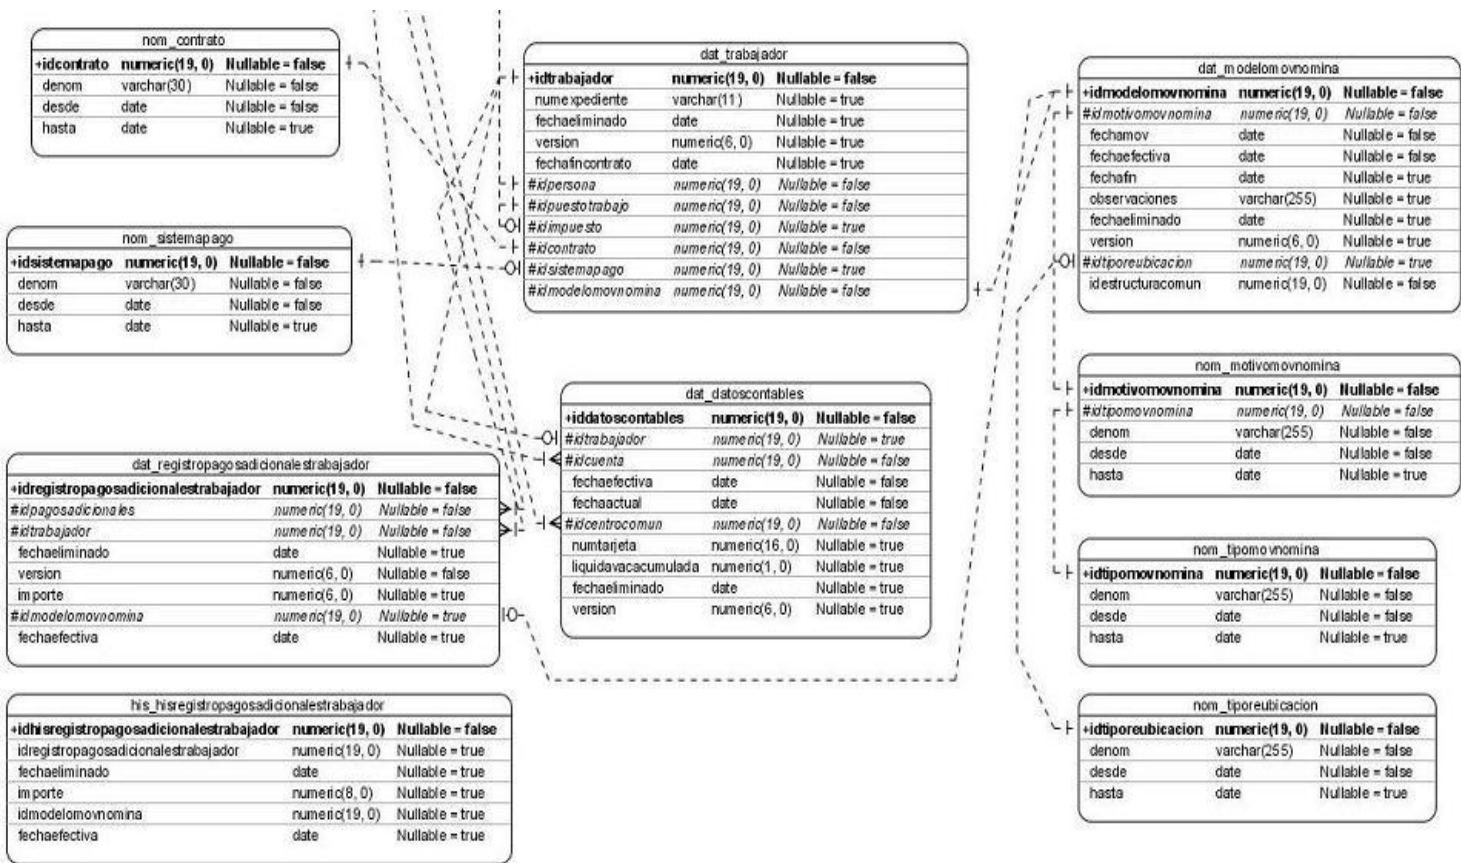 nom_contrato
+idcontrato numeric(19, 0) Nullable = false
denom varchar(30) Nullable = false
desde date Nullable = false
hasta date Nullable = true
nom_sistemapago
+idsistemapago numeric(19, 0) Nullable = false
denom varchar(30) Nullable = false
desde date Nullable = false
hasta date Nullable = true
dat_trabajador
+idtrabajador numeric(19, 0) Nullable = false
numexpediente varchar(11) Nullable = true
fechaeliminado date Nullable = true
version numeric(6, 0) Nullable = true
fechafincontrato date Nullable = true
#idpersona numeric(19, 0) Nullable = false
#idpuestotrabajo numeric(19, 0) Nullable = false
#idimpuesto numeric(19, 0) Nullable = true
#idcontrato numeric(19, 0) Nullable = false
#idsistemapago numeric(19, 0) Nullable = true
#idmodelomovnomina numeric(19, 0) Nullable = false
dat_modelomovnomina
+idmodelomovnomina numeric(19, 0) Nullable = false
#idmotivomovnomina numeric(19, 0) Nullable = false
fechamov date Nullable = false
fechaefectiva date Nullable = false
fechafin date Nullable = true
observaciones varchar(255) Nullable = true
fechaeliminado date Nullable = true
version numeric(6, 0) Nullable = true
#idtiporeubicacion numeric(19, 0) Nullable = true
idestructuracomun numeric(19, 0) Nullable = false
nom_motivomovnomina
+idmotivomovnomina numeric(19, 0) Nullable = false
#idtipomovnomina numeric(19, 0) Nullable = false
denom varchar(255) Nullable = false
desde date Nullable = false
hasta date Nullable = true
dat_datoscontables
+iddatoscontables numeric(19, 0) Nullable = false
#idtrabajador numeric(19, 0) Nullable = true
#idcuenta numeric(19, 0) Nullable = false
fechaefectiva date Nullable = false
fechaactual date Nullable = false
#idcentrocomun numeric(19, 0) Nullable = false
numtarjeta numeric(16, 0) Nullable = true
liquidavacacumulada numeric(1, 0) Nullable = true
fechaeliminado date Nullable = true
version numeric(6, 0) Nullable = true
dat_registropagosadicionalestrabajador
+idregistropagosadicionalestrabajador numeric(19, 0) Nullable = false
#idpagosadicionales numeric(19, 0) Nullable = false
#idtrabajador numeric(19, 0) Nullable = false
fechaeliminado date Nullable = true
version numeric(6, 0) Nullable = false
importe numeric(6, 0) Nullable = true
#idmodelomovnomina numeric(19, 0) Nullable = true
fechaefectiva date Nullable = true
nom_tipomovnomina
+idtipomovnomina numeric(19, 0) Nullable = false
denom varchar(255) Nullable = false
desde date Nullable = false
hasta date Nullable = true
his_hisregistropagosadicionalestrabajador
+idhisregistropagosadicionalestrabajador numeric(19, 0) Nullable = false
idregistropagosadicionalestrabajador numeric(19, 0) Nullable = true
fechaeliminado date Nullable = true
importe numeric(8, 0) Nullable = true
idmodelomovnomina numeric(19, 0) Nullable = true
fechaefectiva date Nullable = true
nom_tiporeubicacion
+idtiporeubicacion numeric(19, 0) Nullable = false
denom varchar(255) Nullable = false
desde date Nullable = false
hasta date Nullable = true